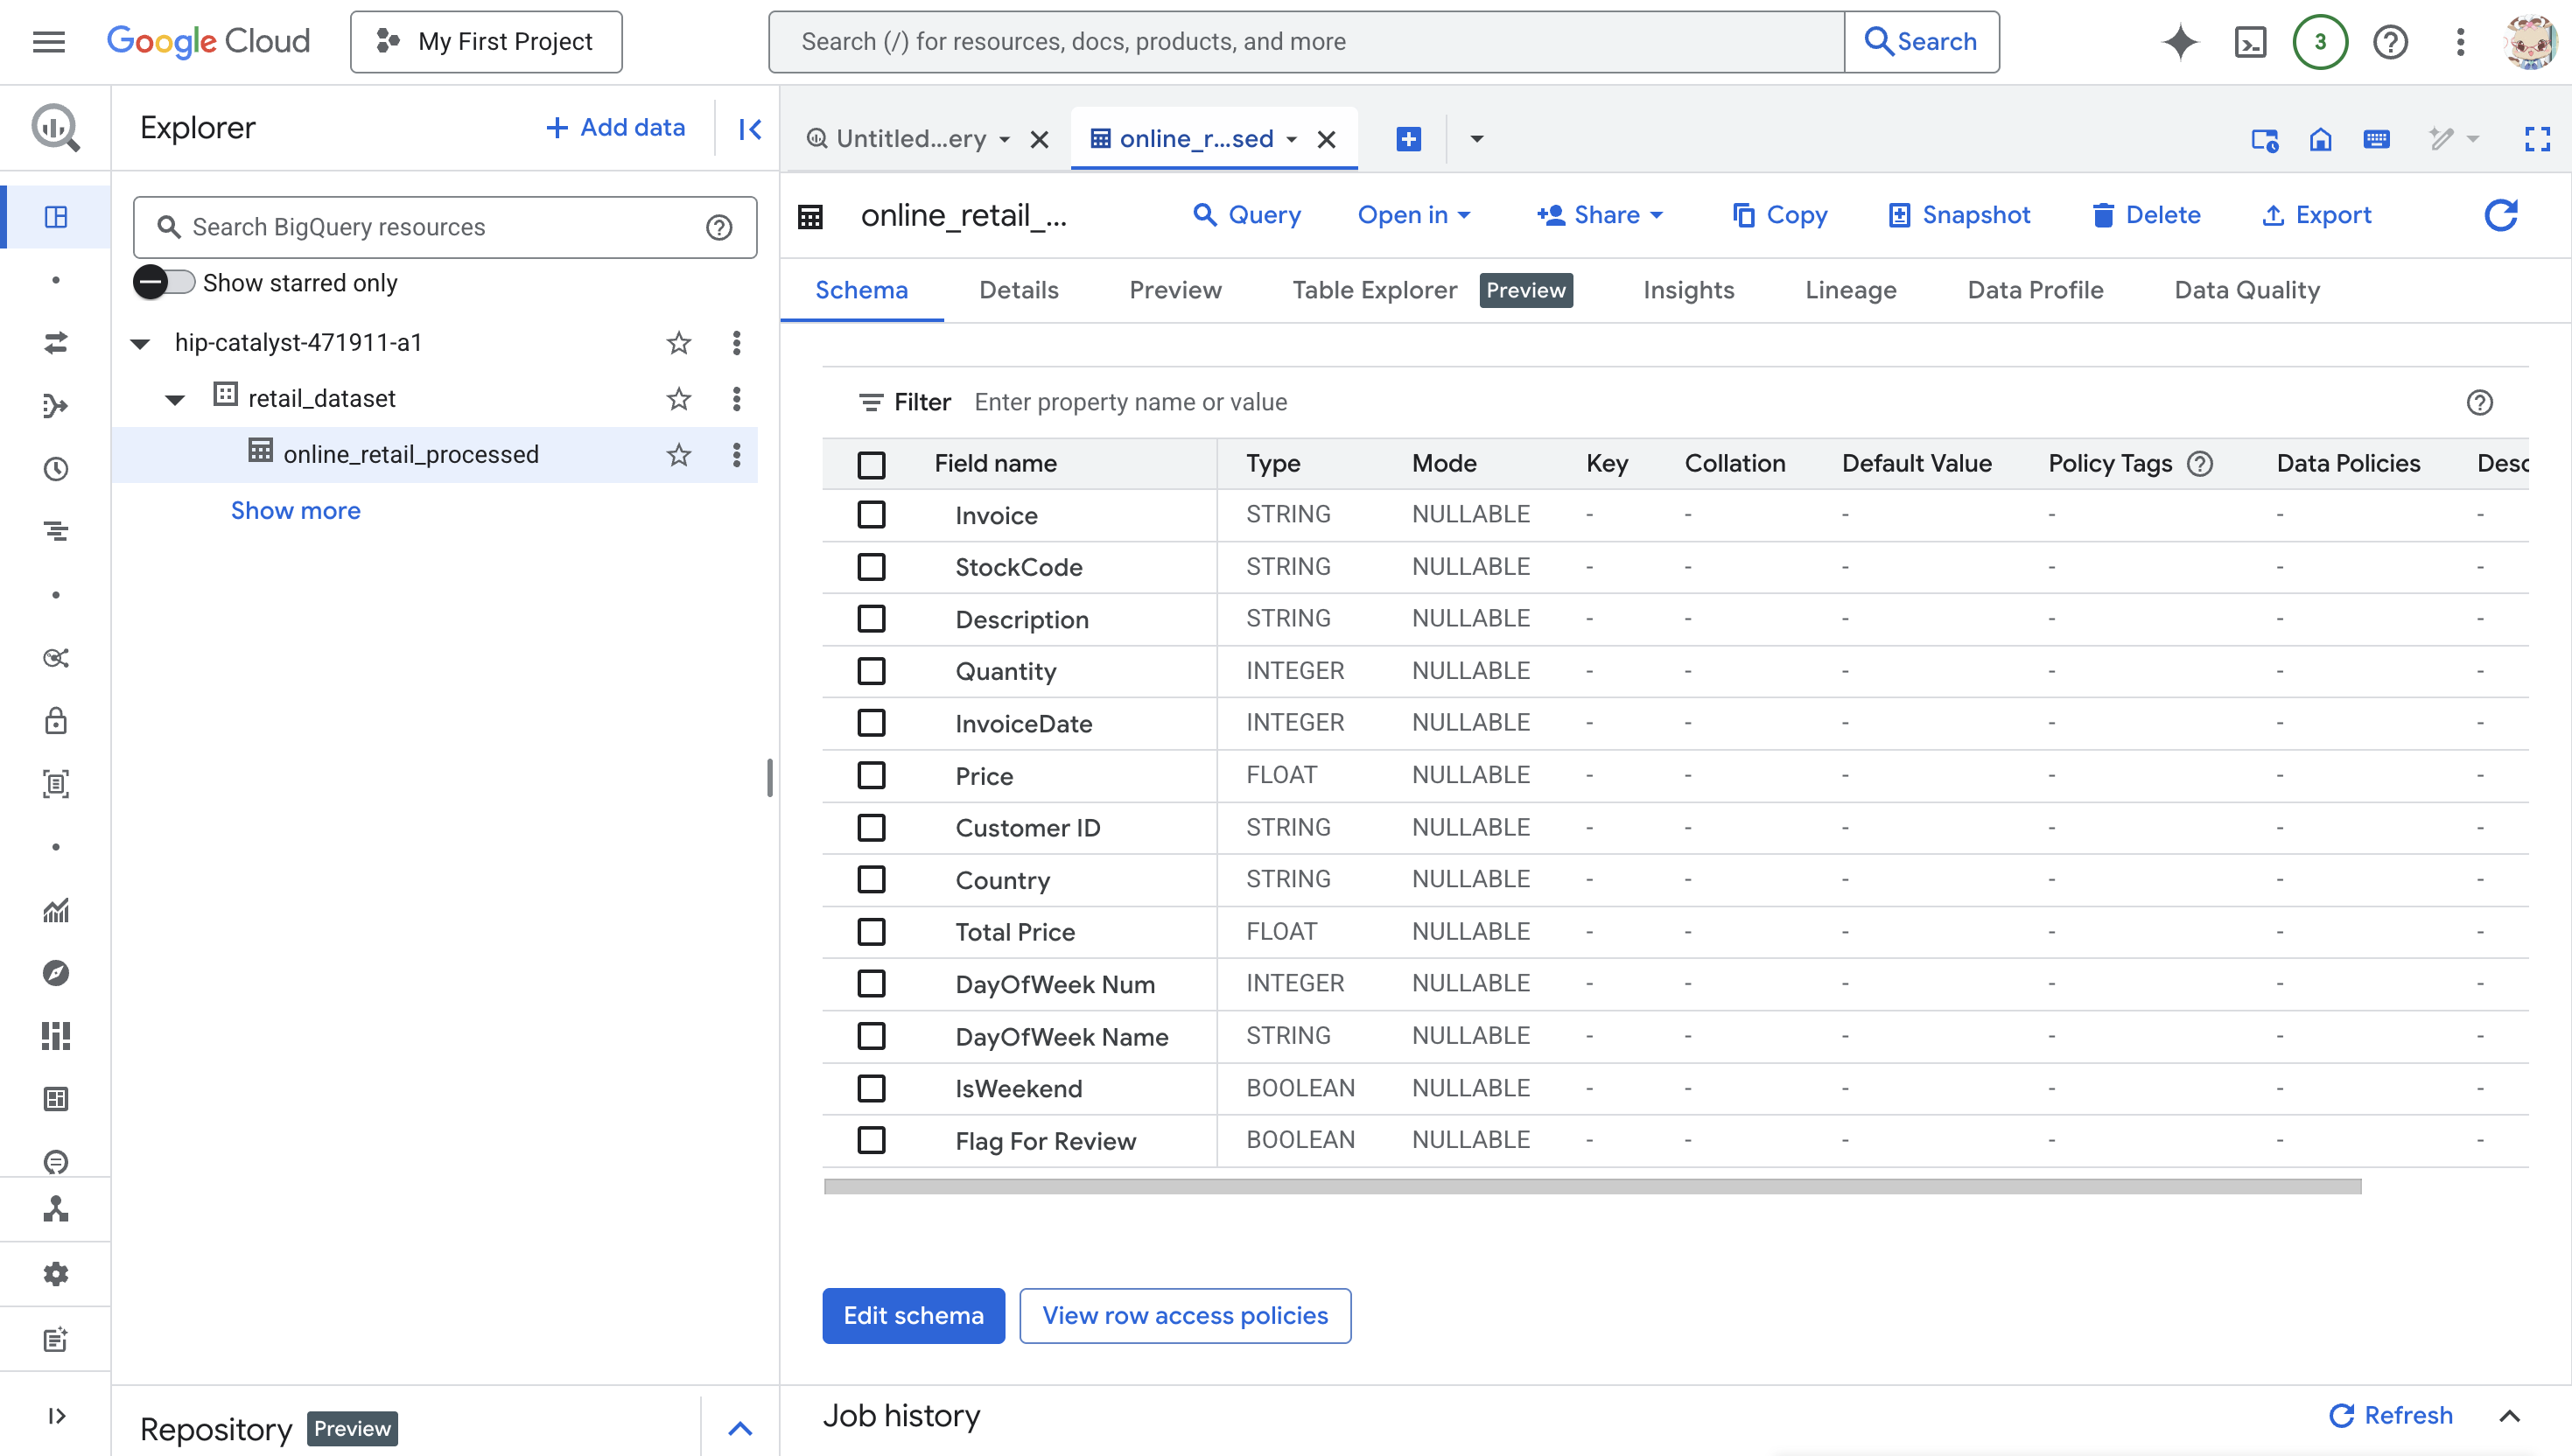 Google Cloud
My First Project
Search (/) for resources, docs, products, and more
Search
3
Explorer
Add data
Search BigQuery resources
Show starred only
hip-catalyst-471911-a1
retail_dataset
online_retail_processed
Show more
Repository Preview
Untitled...ery
online_r...sed
online_retail_...
Query
Open in
Share
Copy
Snapshot
Delete
Export
Schema Details Preview Table Explorer Preview Insights Lineage Data Profile Data Quality
Filter Enter property name or value
Field name Type Mode Key Collation Default Value Policy Tags Data Policies Desc
Invoice STRING NULLABLE - - - - - -
StockCode STRING NULLABLE - - - - - -
Description STRING NULLABLE - - - - - -
Quantity INTEGER NULLABLE - - - - - -
InvoiceDate INTEGER NULLABLE - - - - - -
Price FLOAT NULLABLE - - - - - -
Customer ID STRING NULLABLE - - - - - -
Country STRING NULLABLE - - - - - -
Total Price FLOAT NULLABLE - - - - - -
DayOfWeek Num INTEGER NULLABLE - - - - - -
DayOfWeek Name STRING NULLABLE - - - - - -
IsWeekend BOOLEAN NULLABLE - - - - - -
Flag For Review BOOLEAN NULLABLE - - - - - -
Edit schema
View row access policies
Job history
Refresh